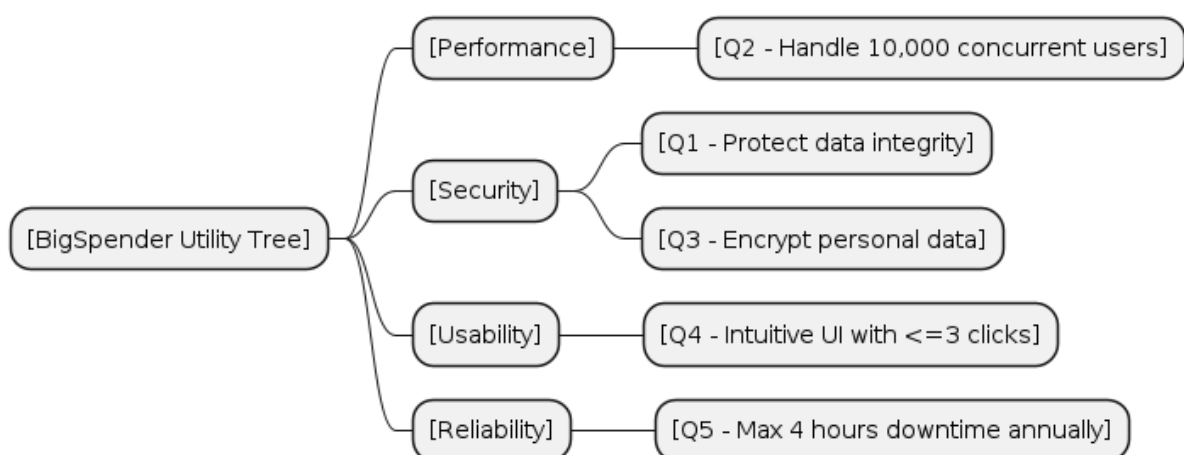 [Performance]
[Q2 - Handle 10,000 concurrent users]
[Q1 - Protect data integrity]
[Security]
[Q3 - Encrypt personal data]
[BigSpender Utility Tree]
[Usability]
[Q4 - Intuitive UI with <=3 clicks]
[Reliability]
[Q5 - Max 4 hours downtime annually]